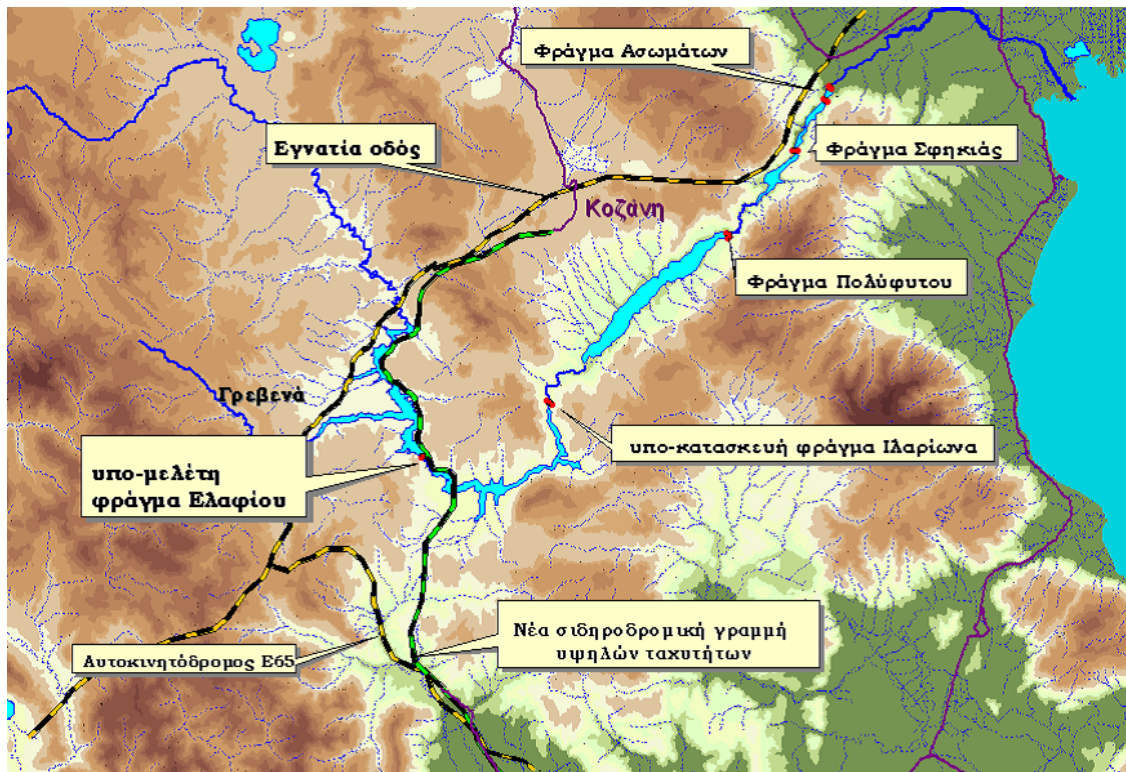 Φράγμα Ασωμάτων
Εγνατία οδός
Φράγμα Σφηκιάς
Κοζάνη
Φράγμα Πολύφυτου
Γρεβενά
υπο-κατασκευή φράγμα Ιλαρίωνα
υπο-μελέτη
φράγμα Ελαφίου
Νέα σιδηροδρομική γραμμή
υψηλών ταχυτήτων
Αυτοκινητόδρομος Ε65